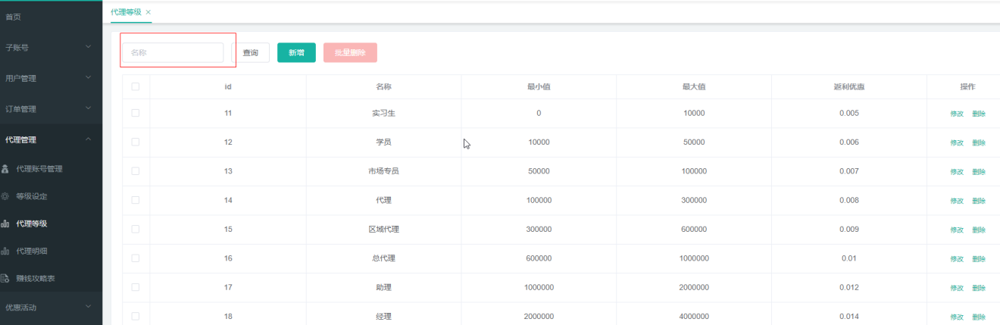 首页
子账号
用户管理
订单管理
代理管理
代理账号管理
等级设定
代理等级
代理明细
赚钱攻略表
优惠活动
代理等级 ×
名称 查询 新增 批量删除
id 名称 最小值 最大值 返利优惠 操作
11 实习生 0 10000 0.005 修改 删除
12 学员 10000 50000 0.006 修改 删除
13 市场专员 50000 100000 0.007 修改 删除
14 代理 100000 300000 0.008 修改 删除
15 区域代理 300000 600000 0.009 修改 删除
16 总代理 600000 1000000 0.01 修改 删除
17 助理 1000000 2000000 0.012 修改 删除
18 经理 2000000 4000000 0.014 修改 删除